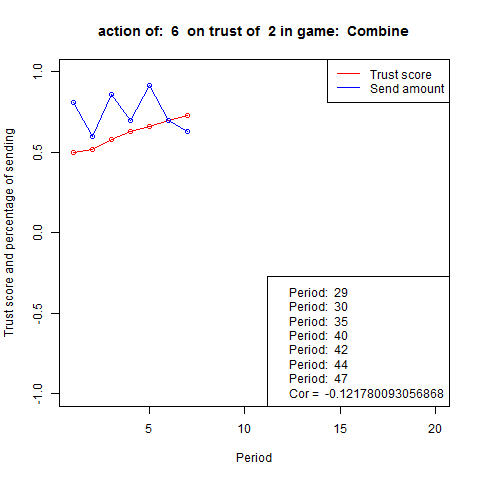 action of:  6  on trust of  2 in game:  Combine
Trust score
Send amount
Trust score and percentage of sending
1.0
0.5
0.0
-0.5
-1.0
Period:  29
Period:  30
Period:  35
Period:  40
Period:  42
Period:  44
Period:  47
Cor =  -0.121780093056868
5 10 15 20
Period